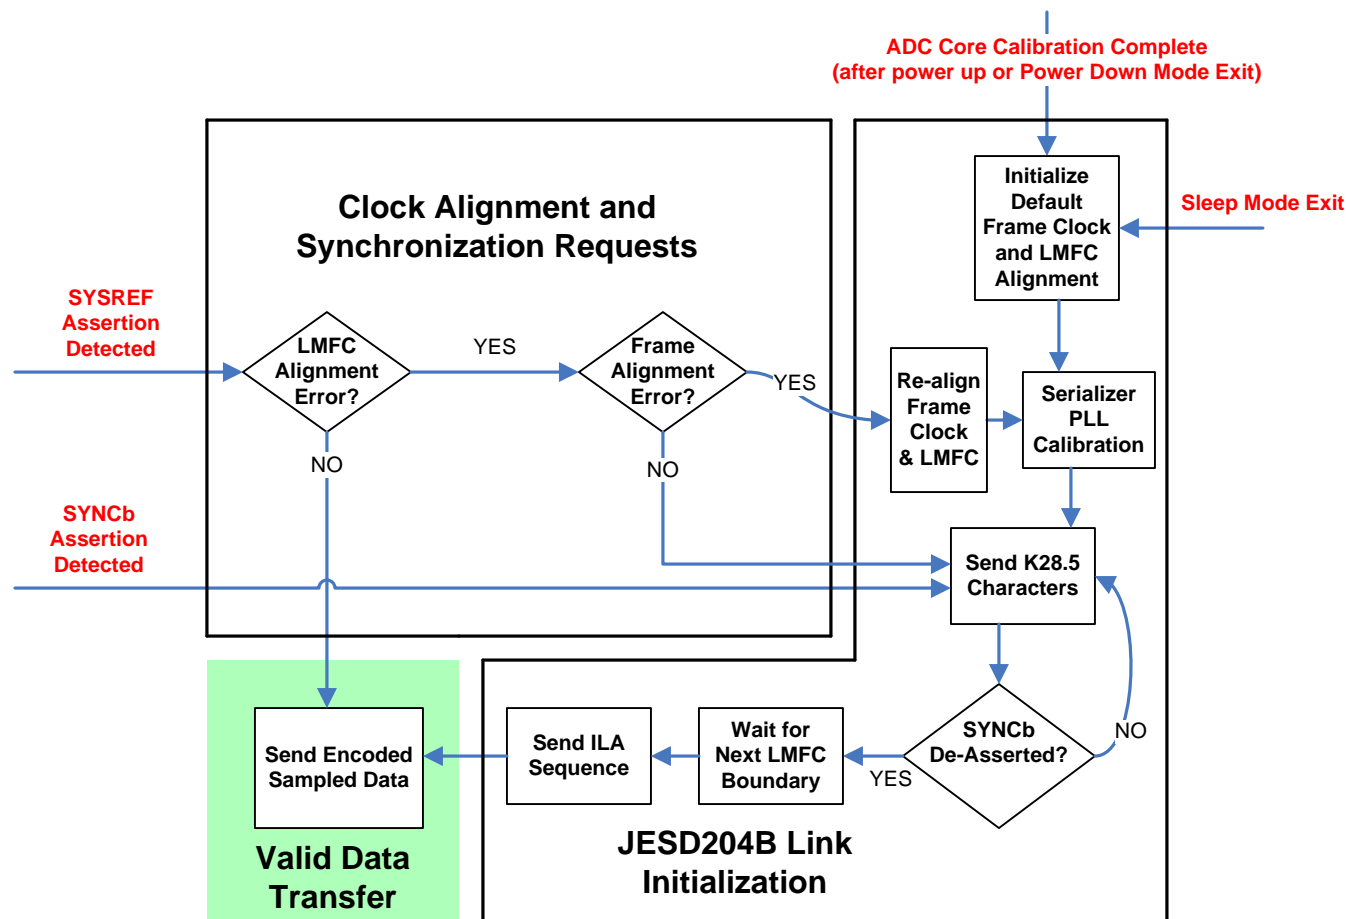 ADC Core Calibration Complete
(after power up or Power Down Mode Exit)
Clock Alignment and
Synchronization Requests
Initialize
Default
Frame Clock
and LMFC
Alignment
Sleep Mode Exit
SYSREF
Assertion
Detected
LMFC
Alignment
Error?
YES
Frame
Alignment
Error?
YES
Re-align
Frame
Clock
& LMFC
Serializer
PLL
Calibration
NO
NO
SYNCb
Assertion
Detected
Send K28.5
Characters
SYNCb
De-Asserted?
NO
YES
Wait for
Next LMFC
Boundary
Send ILA
Sequence
Send Encoded
Sampled Data
Valid Data
Transfer
JESD204B Link
Initialization